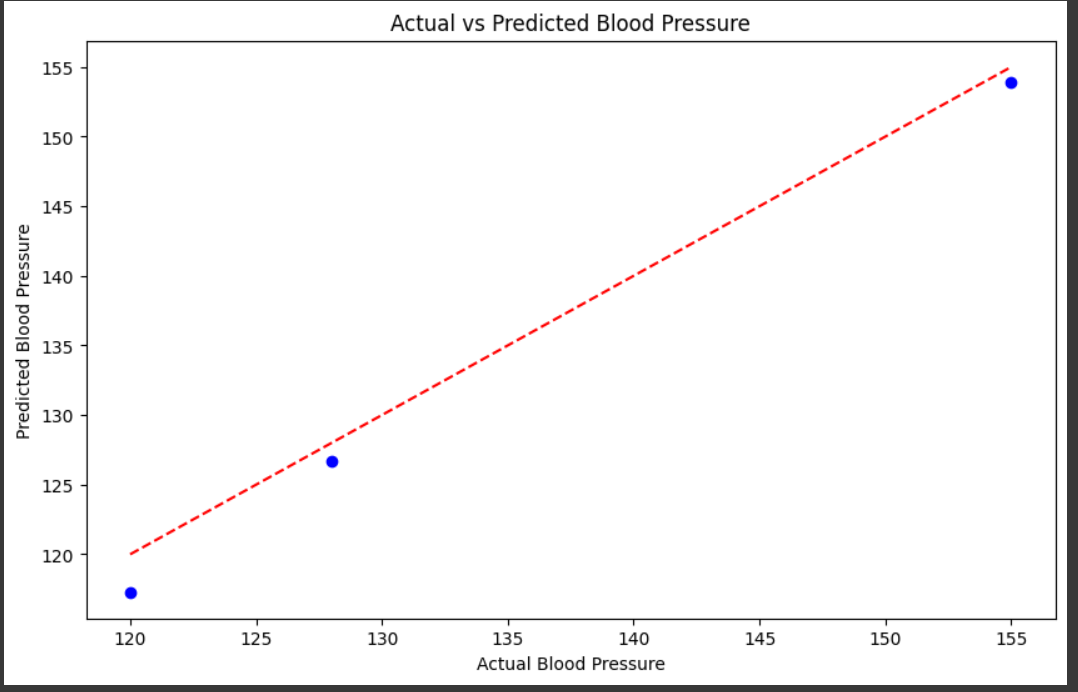 Actual vs Predicted Blood Pressure
155
150
145
140
135
130
125
120
Predicted Blood Pressure
120 125 130 135 140 145 150 155
Actual Blood Pressure